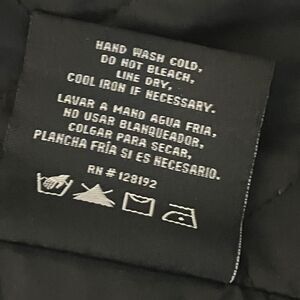 HAND WASH COLD,
DO NOT BLEACH,
LINE DRY,
COOL IRON IF NECESSARY.
LAVAR A MANO AGUA FRIA,
NO USAR BLANQUEADOR,
COLGAR PARA SECAR,
PLANCHA FRÍA SI ES NECESARIO.
RN # 128192